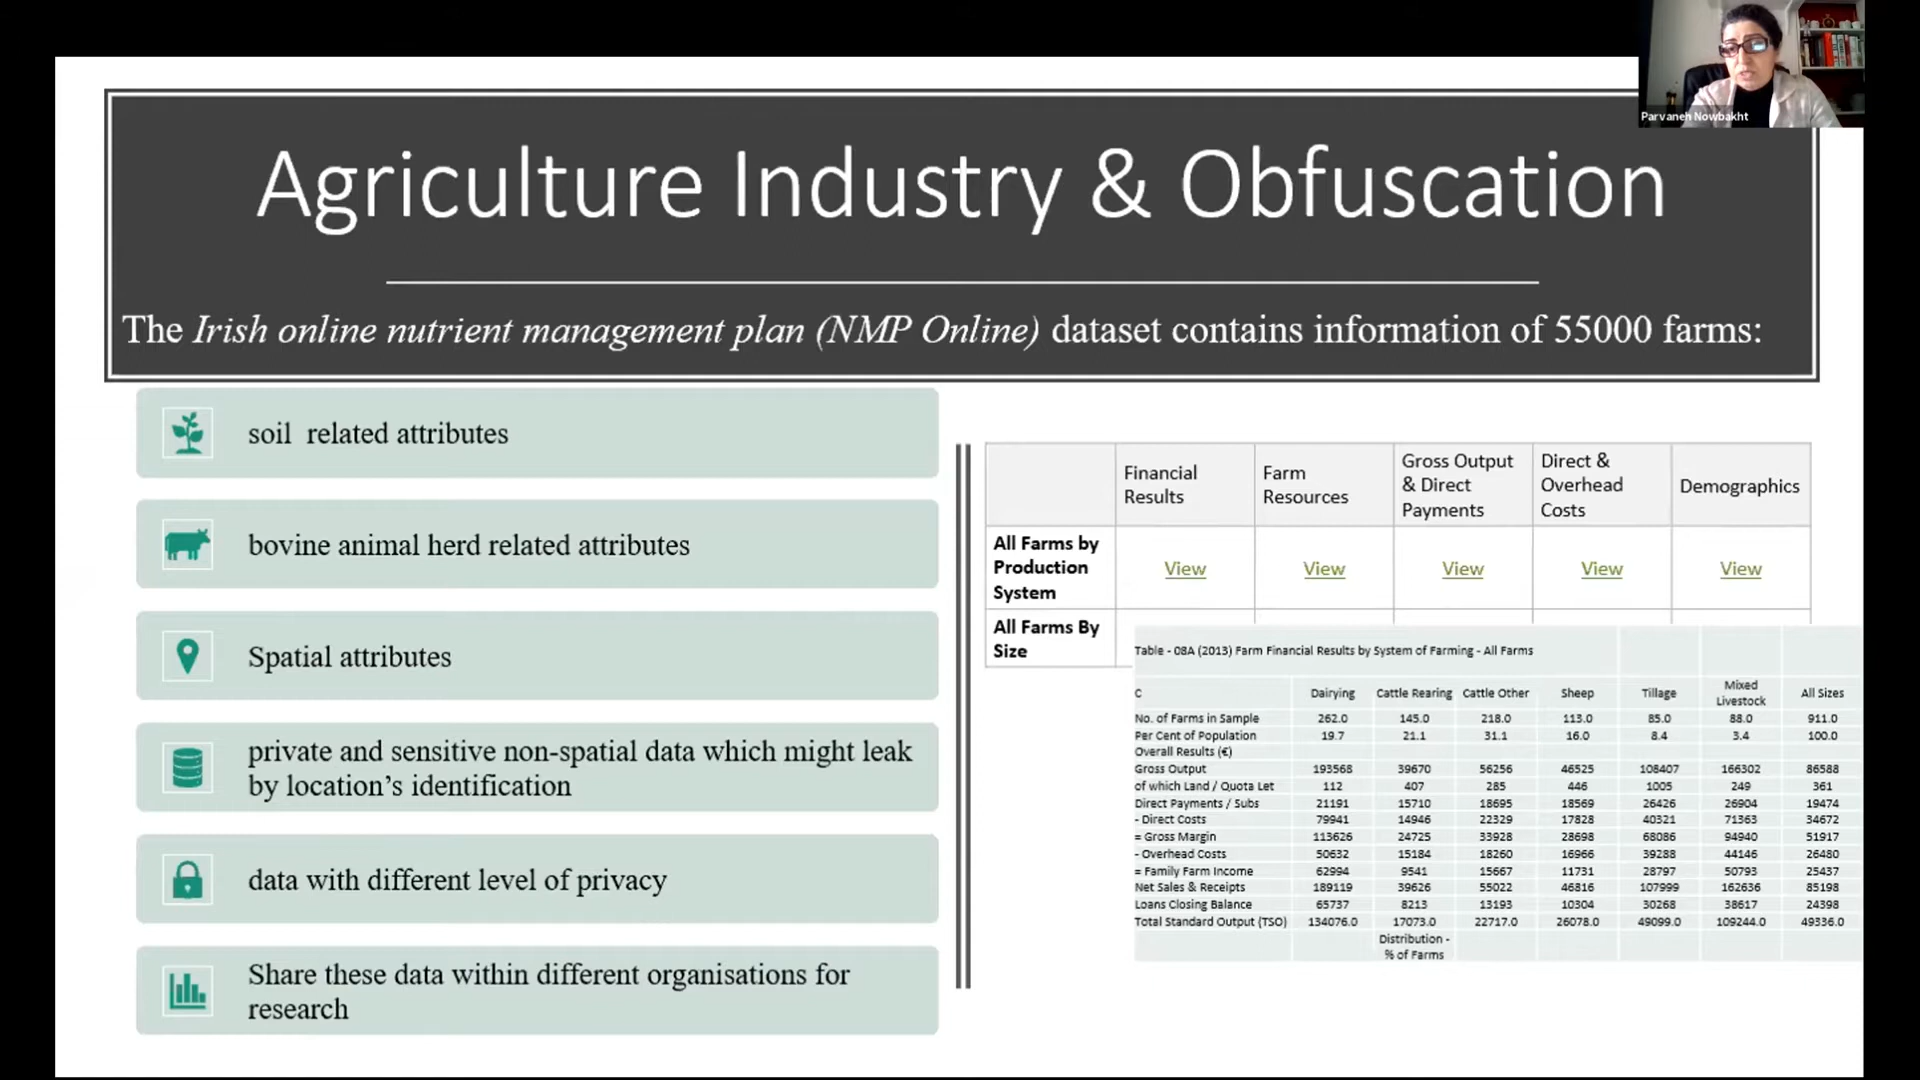 Parvaneh Nowbakht
Agriculture Industry & Obfuscation
The Irish online nutrient management plan (NMP Online) dataset contains information of 55000 farms:
soil related attributes
bovine animal herd related attributes
Spatial attributes
private and sensitive non-spatial data which might leak
by location's identification
data with different level of privacy
Share these data within different organisations for
research
Financial Results Farm Resources Gross Output & Direct Payments Direct & Overhead Costs Demographics
All Farms by Production System View View View View View
All Farms By Size
Table - 08A (2013) Farm Financial Results by System of Farming - All Farms
C Dairying Cattle Rearing Cattle Other Sheep Tillage Mixed Livestock All Sizes
No. of Farms in Sample 262.0 145.0 218.0 113.0 85.0 88.0 911.0
Per Cent of Population 19.7 21.1 31.1 16.0 8.4 3.4 100.0
Overall Results (€)
Gross Output 193568 39670 56256 46525 108407 166302 86588
of which Land / Quota Let 112 407 285 446 1005 249 361
Direct Payments / Subs 21191 15710 18695 18569 26426 26904 19474
- Direct Costs 79941 14946 22329 17828 40321 71363 34672
= Gross Margin 113626 24725 33928 28698 68086 94940 51917
- Overhead Costs 50632 15184 18260 16966 39288 44146 26480
= Family Farm Income 62994 9541 15667 11731 28797 50793 25437
Net Sales & Receipts 189119 39626 55022 46816 107999 162636 85198
Loans Closing Balance 65737 8213 13193 10304 30268 38617 24398
Total Standard Output (TSO) 134076.0 17073.0 22717.0 26078.0 49099.0 109244.0 49336.0
Distribution -
% of Farms